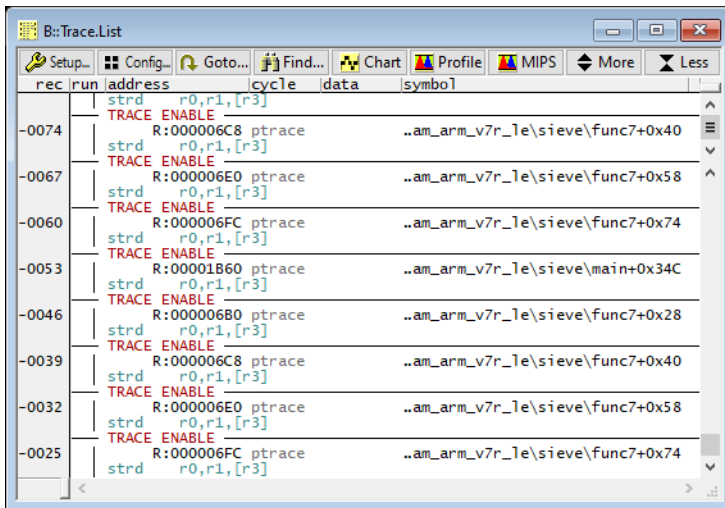 B::Trace.List
Setup... Config... Goto... Find... Chart Profile MIPS More Less
rec run address cycle data symbol
strd r0,r1,[r3]
TRACE ENABLE
-0074 R:000006C8 ptrace ..am_arm_v7r_le\sieve\func7+0x40
strd r0,r1,[r3]
TRACE ENABLE
-0067 R:000006E0 ptrace ..am_arm_v7r_le\sieve\func7+0x58
strd r0,r1,[r3]
TRACE ENABLE
-0060 R:000006FC ptrace ..am_arm_v7r_le\sieve\func7+0x74
strd r0,r1,[r3]
TRACE ENABLE
-0053 R:00001B60 ptrace ..am_arm_v7r_le\sieve\main+0x34C
strd r0,r1,[r3]
TRACE ENABLE
-0046 R:000006B0 ptrace ..am_arm_v7r_le\sieve\func7+0x28
strd r0,r1,[r3]
TRACE ENABLE
-0039 R:000006C8 ptrace ..am_arm_v7r_le\sieve\func7+0x40
strd r0,r1,[r3]
TRACE ENABLE
-0032 R:000006E0 ptrace ..am_arm_v7r_le\sieve\func7+0x58
strd r0,r1,[r3]
TRACE ENABLE
-0025 R:000006FC ptrace ..am_arm_v7r_le\sieve\func7+0x74
strd r0,r1,[r3]